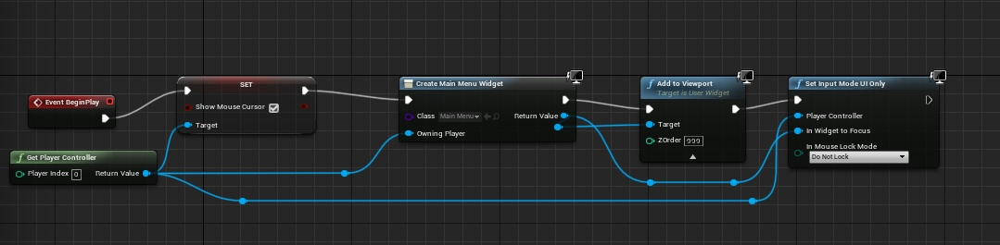 Event BeginPlay
SET
Show Mouse Cursor
Target
Get Player Controller
Player Index 0
Return Value
Create Main Menu Widget
Class Main Menu
Return Value
Owning Player
Add to Viewport
Target is User Widget
Target
ZOrder 999
Set Input Mode UI Only
Player Controller
In Widget to Focus
In Mouse Lock Mode
Do Not Lock